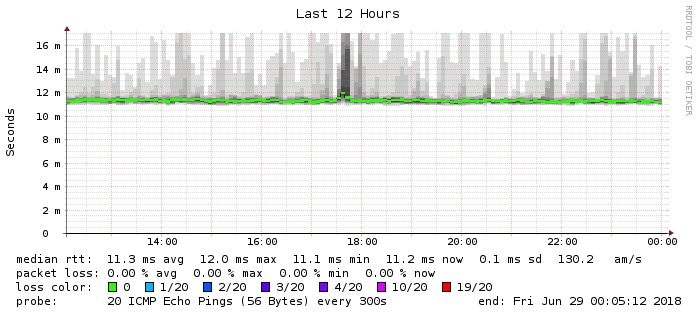 Last 12 Hours
RRDTOOL / TOBI OETIKER
Seconds
16 m
14 m
12 m
10 m
8 m
6 m
4 m
2 m
0
14:00 16:00 18:00 20:00 22:00 00:00
median rtt: 11.3 ms avg 12.0 ms max 11.1 ms min 11.2 ms now 0.1 ms sd 130.2 am/s
packet loss: 0.00 % avg 0.00 % max 0.00 % min 0.00 % now
loss color: 0 1/20 2/20 3/20 4/20 10/20 19/20
probe: 20 ICMP Echo Pings (56 Bytes) every 300s end: Fri Jun 29 00:05:12 2018